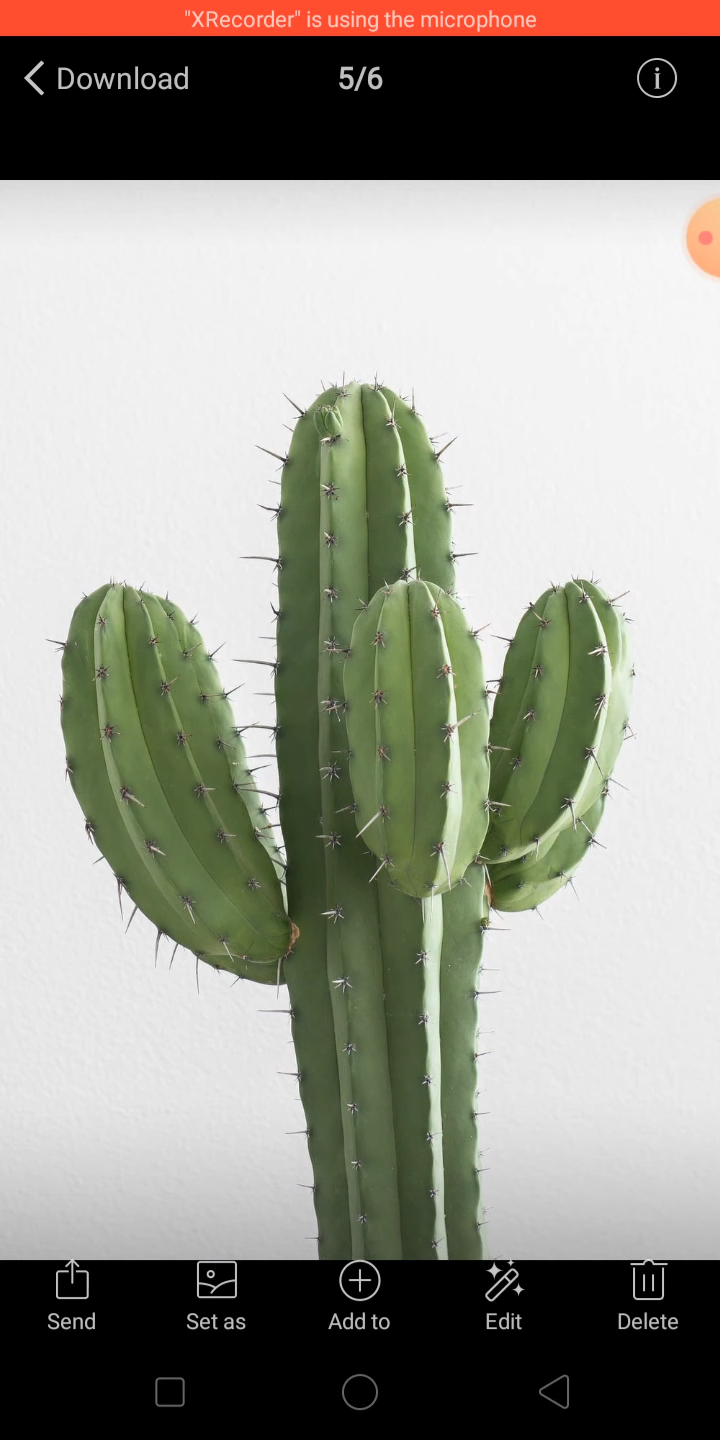 "XRecorder" is using the microphone
Download 5/6
Send Set as Add to Edit Delete